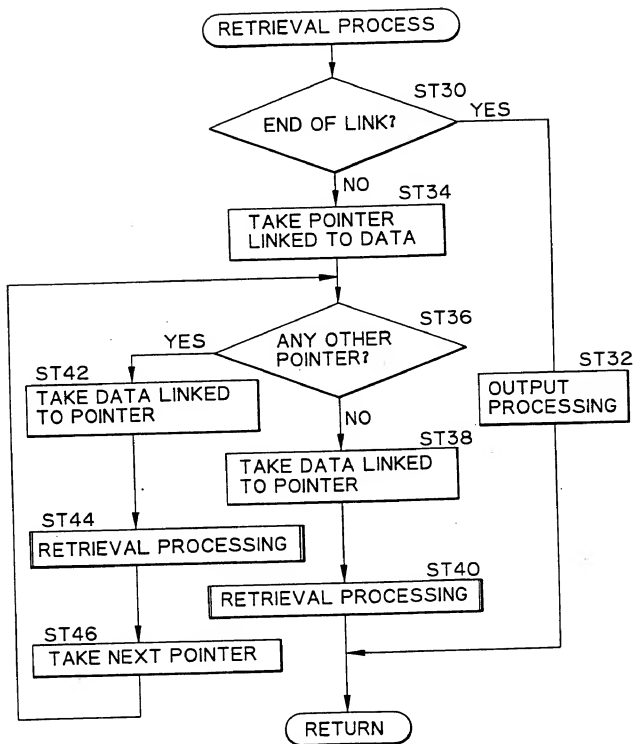 RETRIEVAL PROCESS
ST30
END OF LINK?
YES
NO
ST34
TAKE POINTER
LINKED TO DATA
ST36
ANY OTHER
POINTER?
YES
NO
ST42
TAKE DATA LINKED
TO POINTER
ST32
OUTPUT
PROCESSING
ST38
TAKE DATA LINKED
TO POINTER
ST44
RETRIEVAL PROCESSING
ST40
RETRIEVAL PROCESSING
ST46
TAKE NEXT POINTER
RETURN